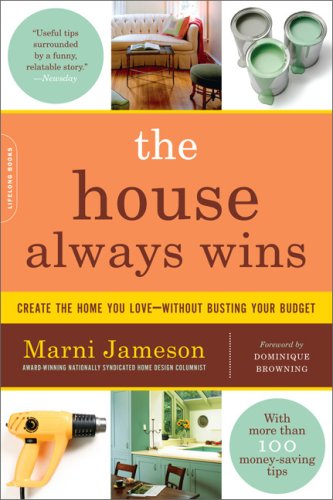 "Useful tips
surrounded
by a funny,
relatable story."
—Newsday
LIFELONG BOOKS
the
house
always wins
CREATE THE HOME YOU LOVE—WITHOUT BUSTING YOUR BUDGET
Marni Jameson
AWARD-WINNING NATIONALLY SYNDICATED HOME DESIGN COLUMNIST
Foreword by
DOMINIQUE
BROWNING
With
more than
100
money-saving
tips